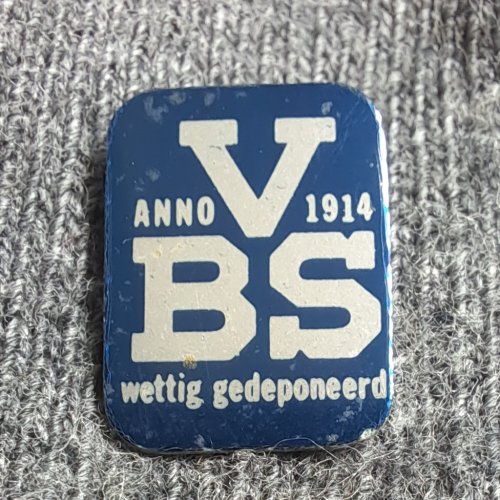 V
ANNO 1914
BS
wettig gedeponeerd